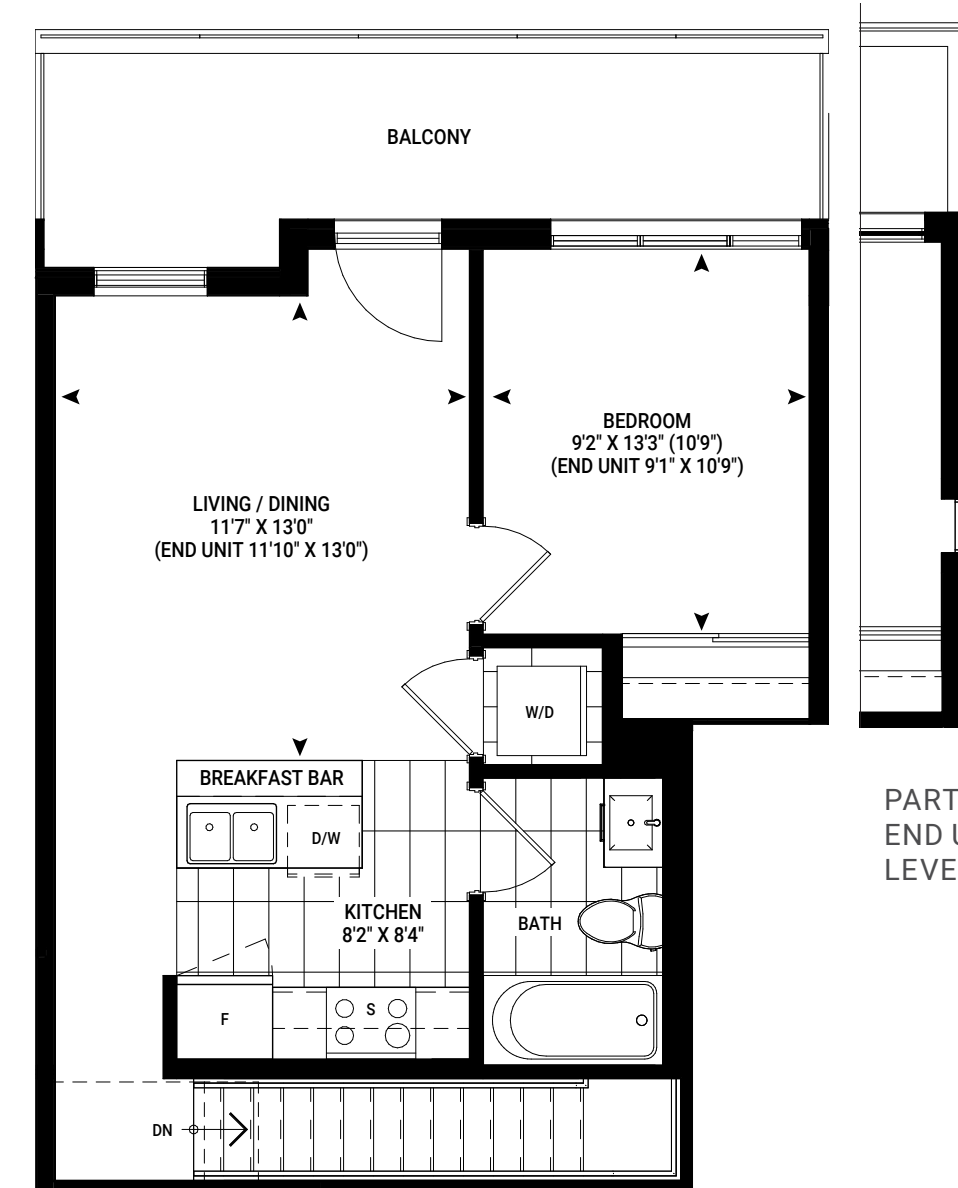 BALCONY
BEDROOM
9'2" X 13'3" (10'9")
(END UNIT 9'1" X 10'9")
LIVING / DINING
11'7" X 13'0"
(END UNIT 11'10" X 13'0")
W/D
BREAKFAST BAR
D/W
KITCHEN
8'2" X 8'4"
BATH
F
S
DN
PART
END U
LEVE